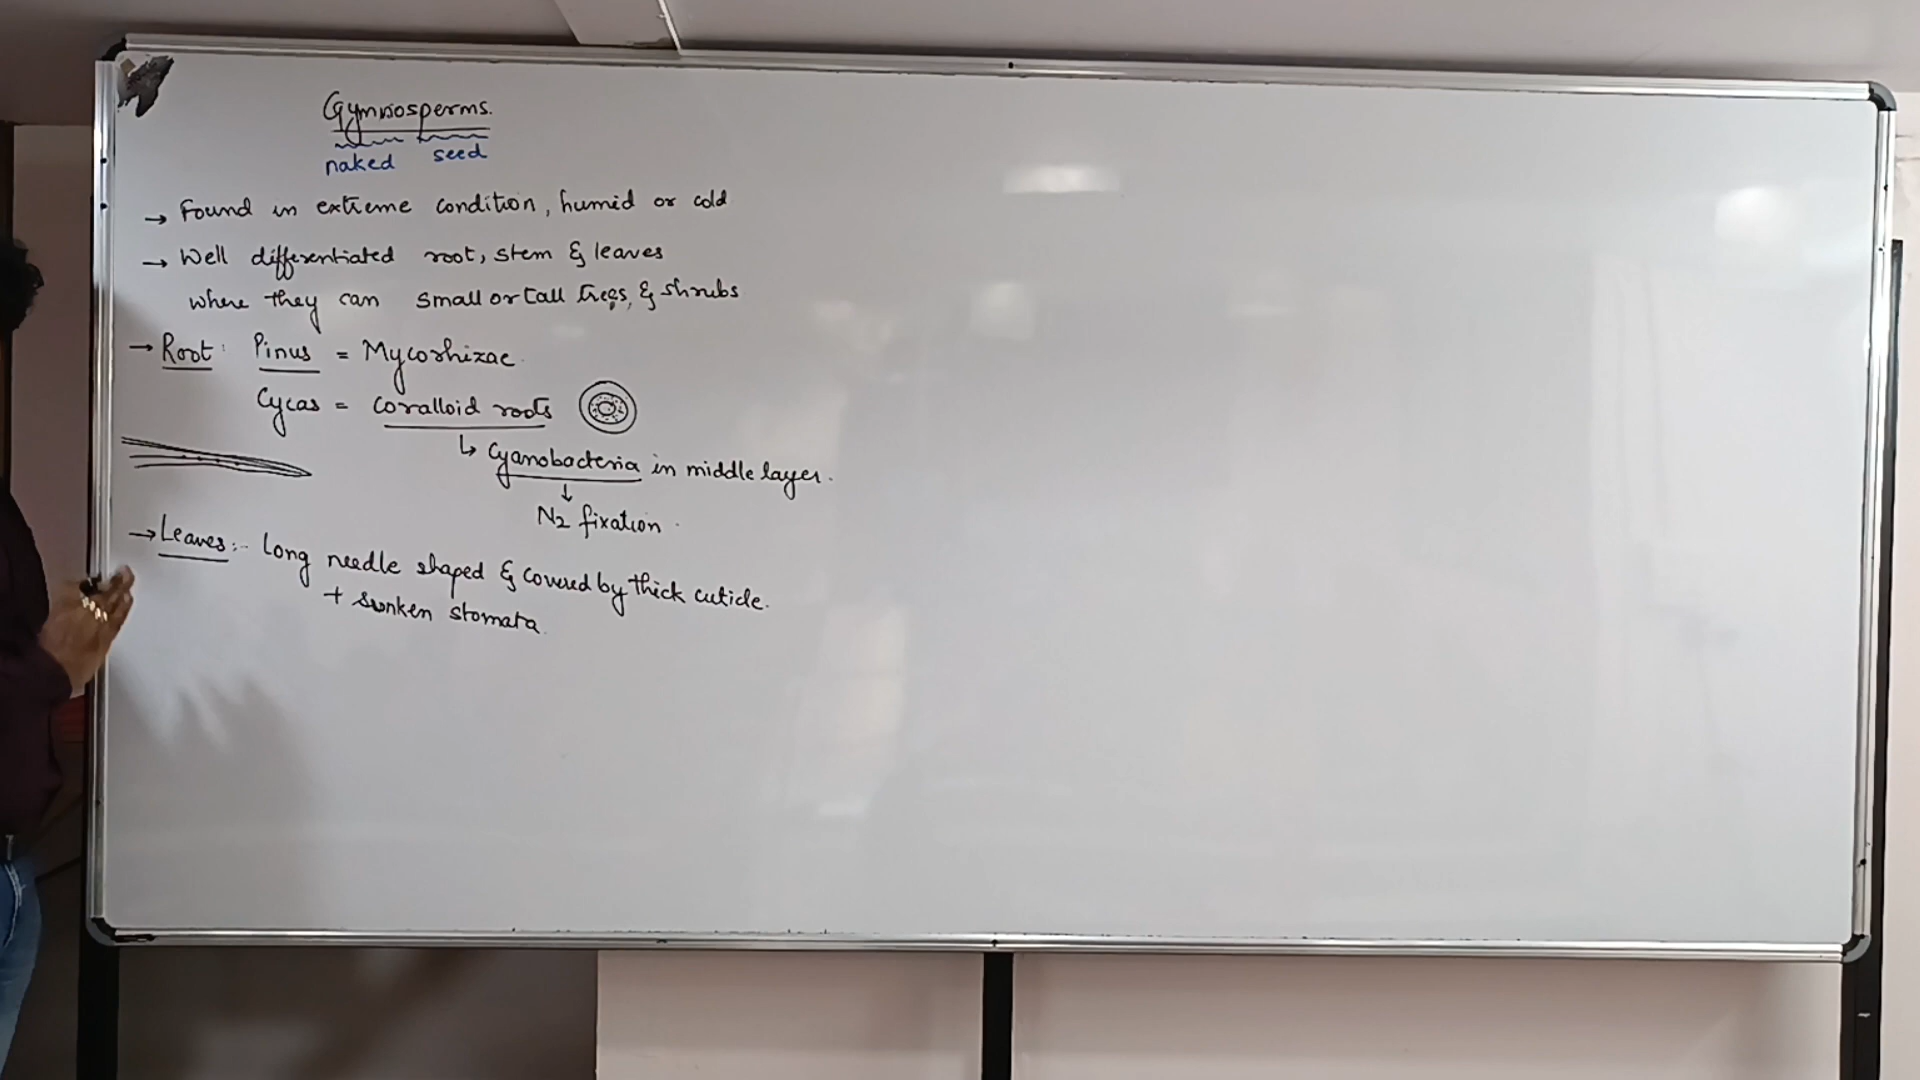 Gymnosperms.
naked seed
→ Found in extreme condition, humid or cold
→ Well differentiated root, stem & leaves
where they can small or tall trees, & shrubs
→ Root: Pinus = Mycorhizae.
Cycas = coralloid roots
↳ Cyanobacteria in middle layer.
↓
N2 fixation.
→ Leaves:- Long needle shaped & covered by thick cuticle.
+ sunken stomata.